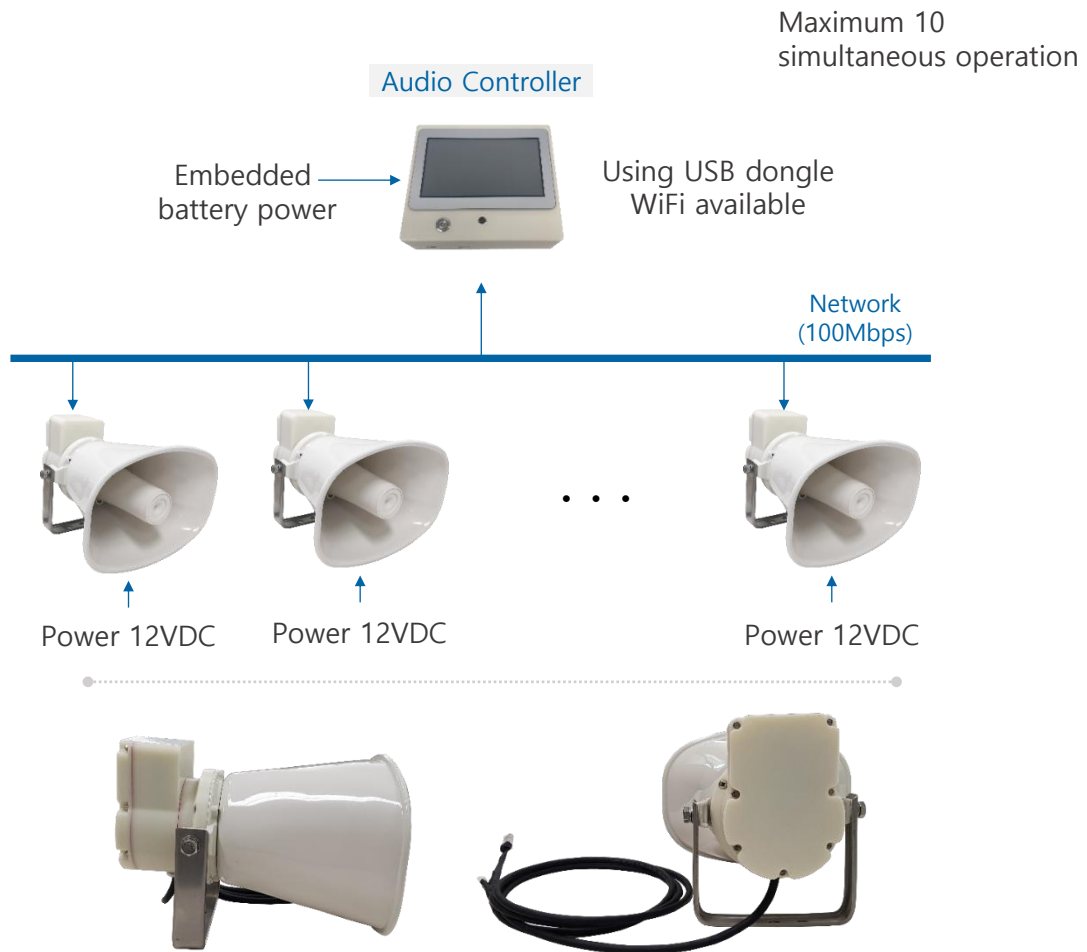 Maximum 10
simultaneous operation
Audio Controller
Embedded
battery power
Using USB dongle
WiFi available
Network
(100Mbps)
. . .
Power 12VDC
Power 12VDC
Power 12VDC